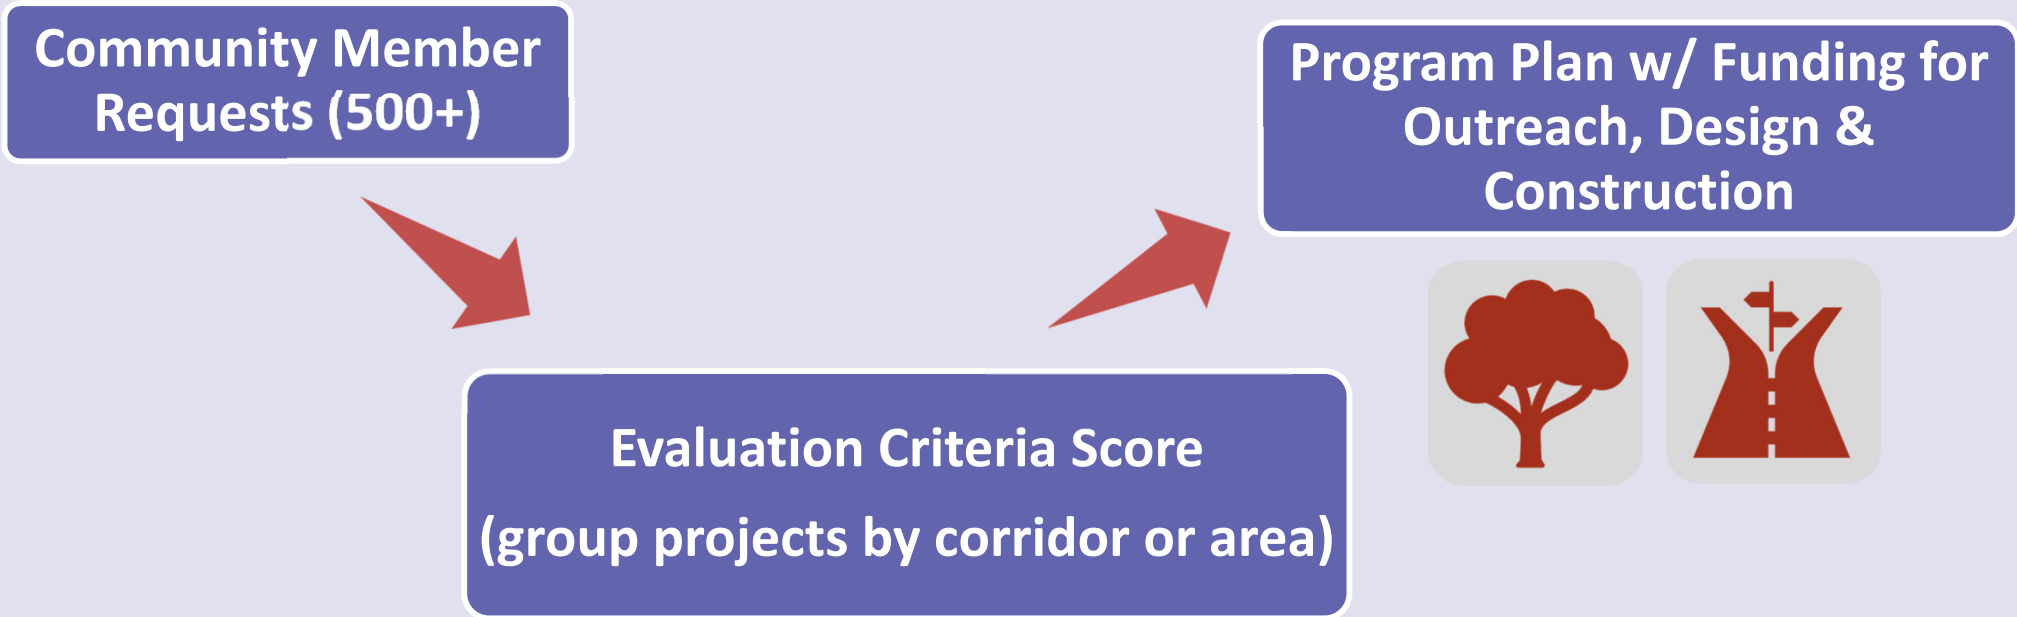 Community Member
Requests (500+)
Program Plan w/ Funding for
Outreach, Design &
Construction
Evaluation Criteria Score
(group projects by corridor or area)